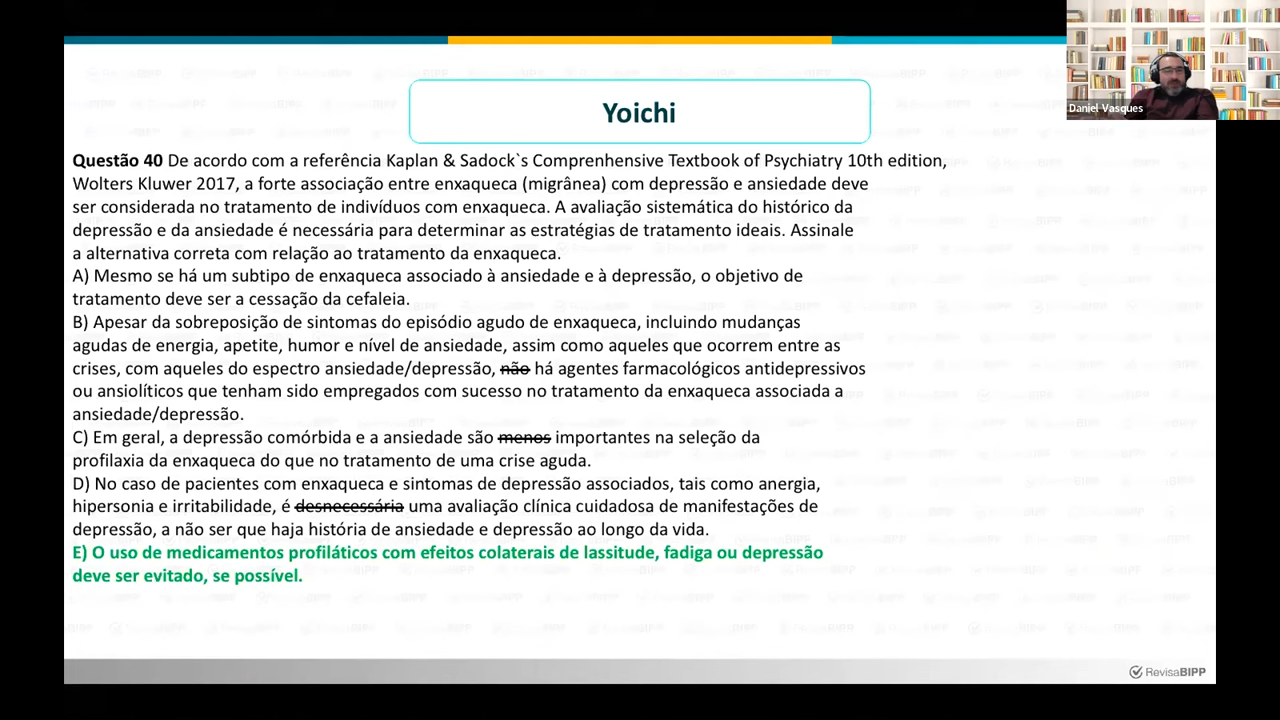 Daniel Vasques
Yoichi
Questão 40 De acordo com a referência Kaplan & Sadock`s Comprenhensive Textbook of Psychiatry 10th edition,
Wolters Kluwer 2017, a forte associação entre enxaqueca (migrânea) com depressão e ansiedade deve
ser considerada no tratamento de indivíduos com enxaqueca. A avaliação sistemática do histórico da
depressão e da ansiedade é necessária para determinar as estratégias de tratamento ideais. Assinale
a alternativa correta com relação ao tratamento da enxaqueca.
A) Mesmo se há um subtipo de enxaqueca associado à ansiedade e à depressão, o objetivo de
tratamento deve ser a cessação da cefaleia.
B) Apesar da sobreposição de sintomas do episódio agudo de enxaqueca, incluindo mudanças
agudas de energia, apetite, humor e nível de ansiedade, assim como aqueles que ocorrem entre as
crises, com aqueles do espectro ansiedade/depressão, não há agentes farmacológicos antidepressivos
ou ansiolíticos que tenham sido empregados com sucesso no tratamento da enxaqueca associada a
ansiedade/depressão.
C) Em geral, a depressão comórbida e a ansiedade são menos importantes na seleção da
profilaxia da enxaqueca do que no tratamento de uma crise aguda.
D) No caso de pacientes com enxaqueca e sintomas de depressão associados, tais como anergia,
hipersonia e irritabilidade, é desnecessária uma avaliação clínica cuidadosa de manifestações de
depressão, a não ser que haja história de ansiedade e depressão ao longo da vida.
E) O uso de medicamentos profiláticos com efeitos colaterais de lassitude, fadiga ou depressão
deve ser evitado, se possível.
RevisaBIPP